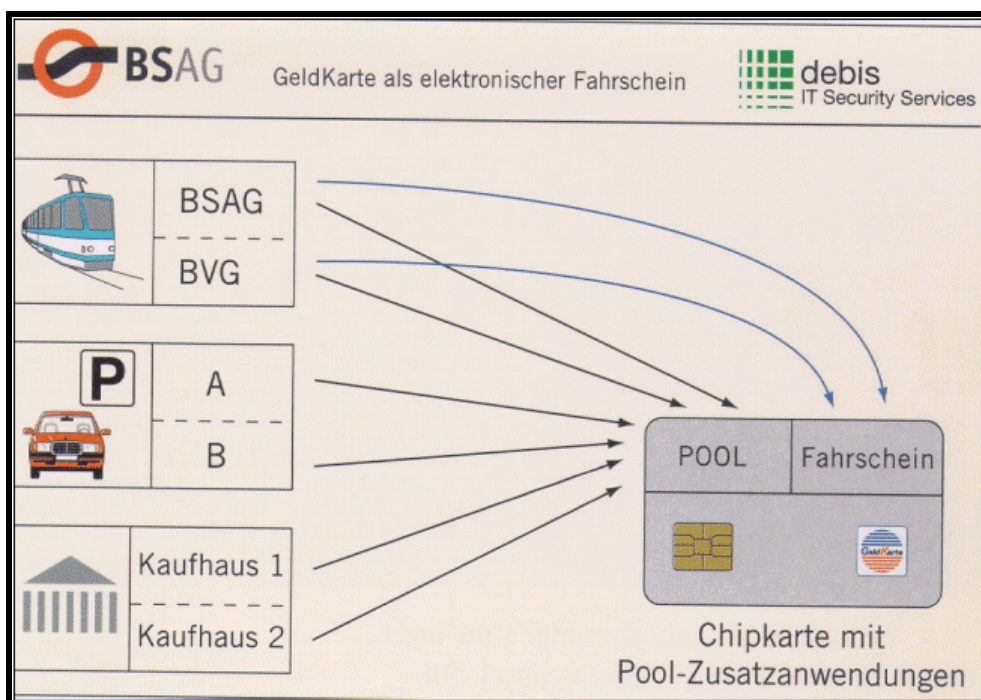 BSAG
GeldKarte als elektronischer Fahrschein
debis
IT Security Services
BSAG
BVG
P
A
B
Kaufhaus 1
Kaufhaus 2
POOL
Fahrschein
GeldKarte
Chipkarte mit
Pool-Zusatzanwendungen